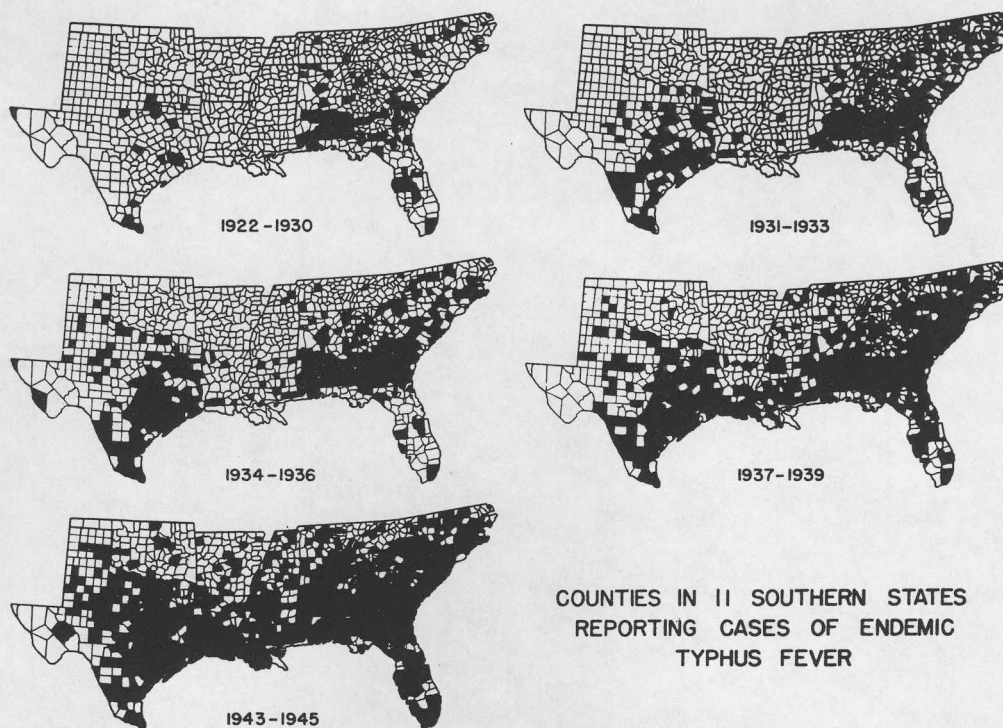 1922-1930
1931-1933
1934-1936
1937-1939
1943-1945
COUNTIES IN 11 SOUTHERN STATES
REPORTING CASES OF ENDEMIC
TYPHUS FEVER